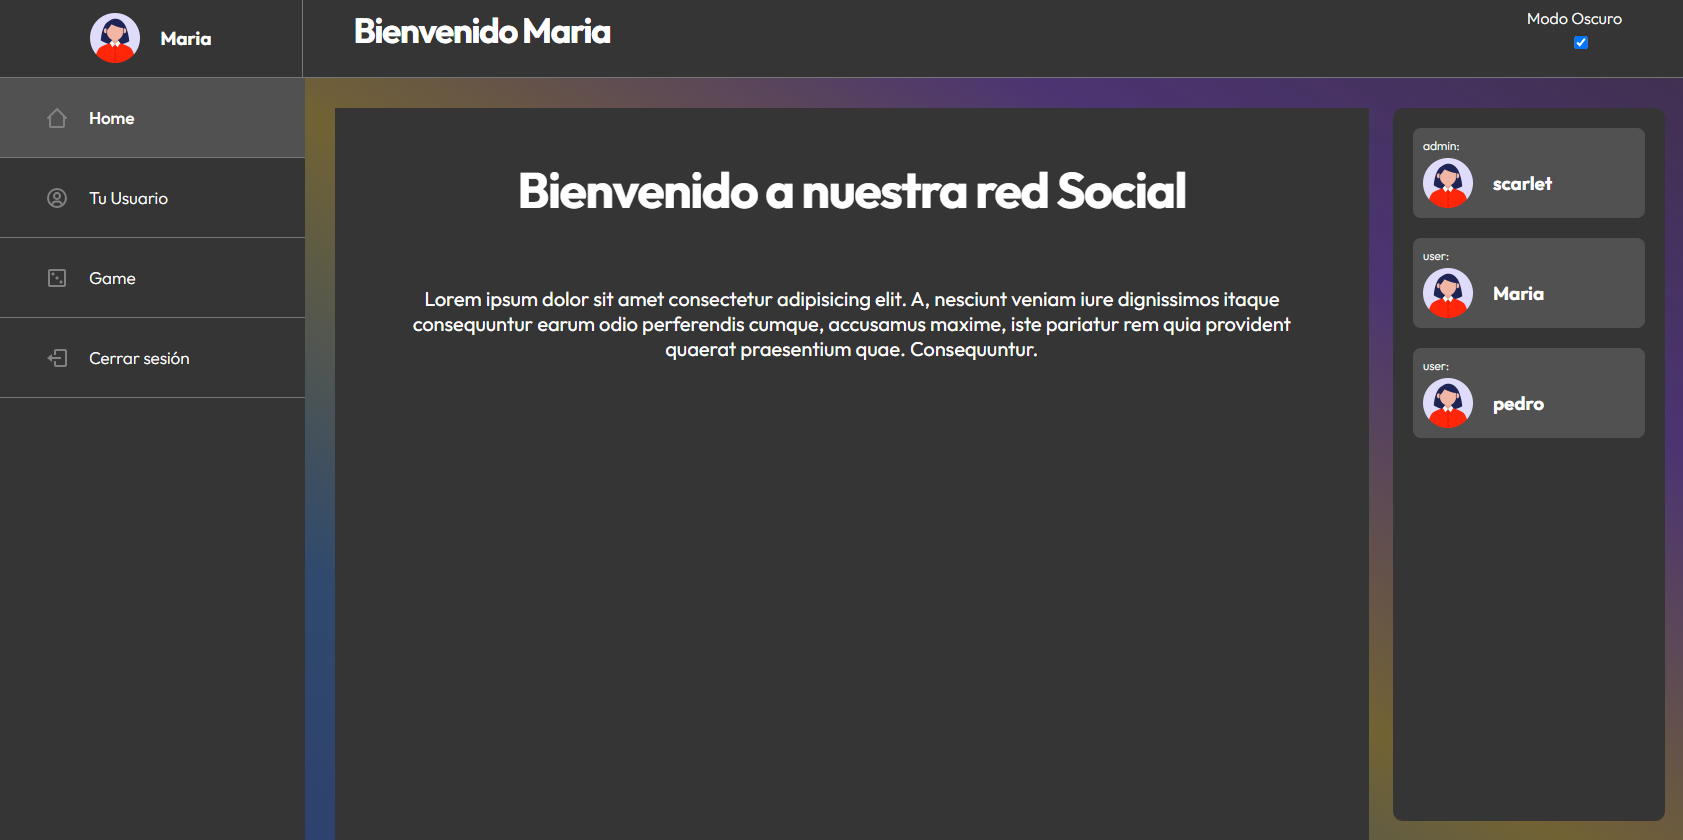 Maria
Bienvenido Maria
Modo Oscuro
Home
Tu Usuario
Game
Cerrar sesión
Bienvenido a nuestra red Social
Lorem ipsum dolor sit amet consectetur adipisicing elit. A, nesciunt veniam iure dignissimos itaque
consequuntur earum odio perferendis cumque, accusamus maxime, iste pariatur rem quia provident
quaerat praesentium quae. Consequuntur.
admin:
scarlet
user:
Maria
user:
pedro